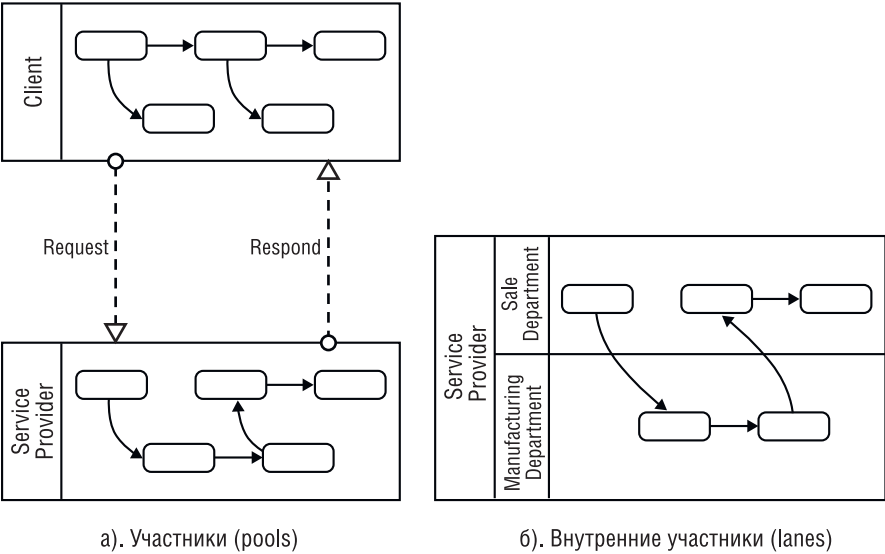 Client
Request
Respond
Service
Provider
а). Участники (pools)
Service
Provider
Sale
Department
Manufacturing
Department
б). Внутренние участники (lanes)